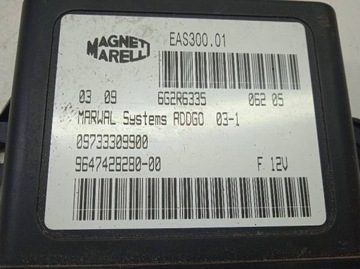 MAGNETI MARELLI
EAS300.01
03 09 6G2R6335 062 05
MARWAL Systems ADDGO 03-1
09733309900
9647428280-00 F 12V